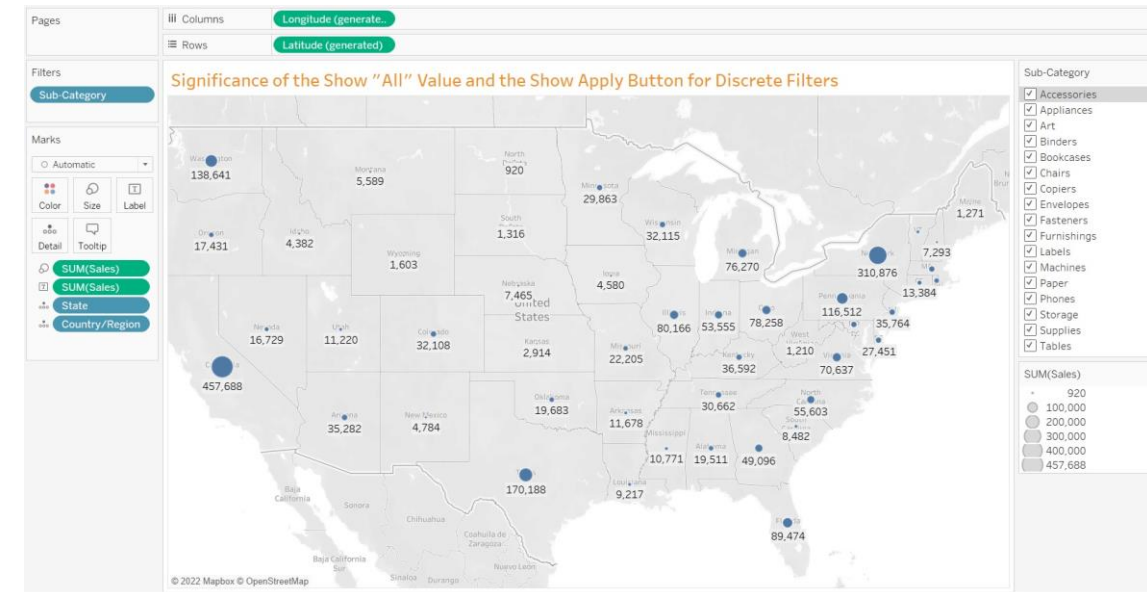 Pages
Columns
Longitude (generate..
Rows
Latitude (generated)
Filters
Sub-Category
Marks
Automatic
Color
Size
Label
Detail
Tooltip
SUM(Sales)
SUM(Sales)
State
Country/Region
Significance of the Show "All" Value and the Show Apply Button for Discrete Filters
138,641
Montana
5,589
North
920
Minnesota
29,863
Maine
1,271
Oregon
17,431
Idaho
4,382
South
1,316
Wisconsin
32,115
Wyoming
1,603
Michigan
76,270
310,876
7,293
Iowa
4,580
Nebraska
7,465
United
States
13,384
116,512
35,764
Nevada
16,729
Utah
11,220
Colorado
32,108
Kansas
2,914
Missouri
22,205
80,166
53,555
78,258
West
1,210
27,451
Kentucky
36,592
70,637
457,688
Arizona
35,282
New Mexico
4,784
Oklahoma
19,683
Arkansas
11,678
Tennessee
30,662
North
55,603
South
8,482
Mississippi
10,771
Alabama
19,511
49,096
170,188
Louisiana
9,217
89,474
Baja
California
Sonora
Chihuahua
Coahuila de
Zaragoza
Baja California
Sur
Sinaloa
Durango
Nuevo León
© 2022 Mapbox © OpenStreetMap
Sub-Category
Accessories
Appliances
Art
Binders
Bookcases
Chairs
Copiers
Envelopes
Fasteners
Furnishings
Labels
Machines
Paper
Phones
Storage
Supplies
Tables
SUM(Sales)
920
100,000
200,000
300,000
400,000
457,688